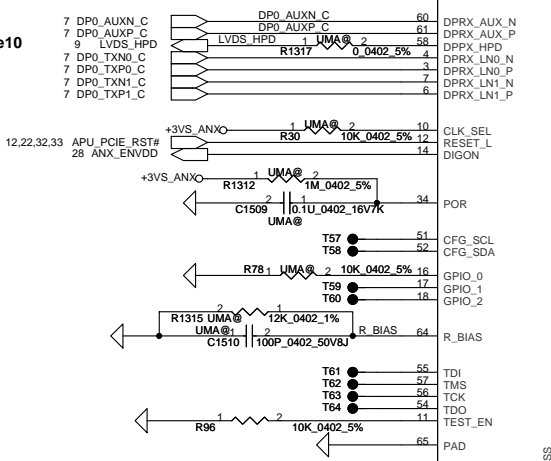 7 DP0_AUXN_C DP0_AUXN_C 60 DPRX_AUX_N
7 DP0_AUXP_C DP0_AUXP_C 61 DPRX_AUX_P
e10 9 LVDS_HPD LVDS_HPD 1 UMA@ 2 58 DPPX_HPD
R1317 0_0402_5%
7 DP0_TXN0_C 4 DPRX_LN0_N
7 DP0_TXP0_C 3 DPRX_LN0_P
7 DP0_TXN1_C 7 DPRX_LN1_N
7 DP0_TXP1_C 6 DPRX_LN1_P
+3VS_ANX 1 UMA@ 2 10 CLK_SEL
R30 10K_0402_5%
12,22,32,33 APU_PCIE_RST# 12 RESET_L
28 ANX_ENVDD 14 DIGON
+3VS_ANX 1 UMA@ 2
R1312 1M_0402_5%
2 1 34 POR
C1509 0.1U_0402_16V7K
UMA@
T57 51 CFG_SCL
T58 52 CFG_SDA
R78 1 UMA@ 2 10K_0402_5% 16 GPIO_0
T59 17 GPIO_1
T60 18 GPIO_2
2 1
R1315 UMA@ 12K_0402_1%
UMA@ 2 1 R_BIAS 64 R_BIAS
C1510 100P_0402_50V8J
T61 55 TDI
T62 57 TMS
T63 56 TCK
T64 54 TDO
1 2 11 TEST_EN
R96 10K_0402_5%
65 PAD
SS